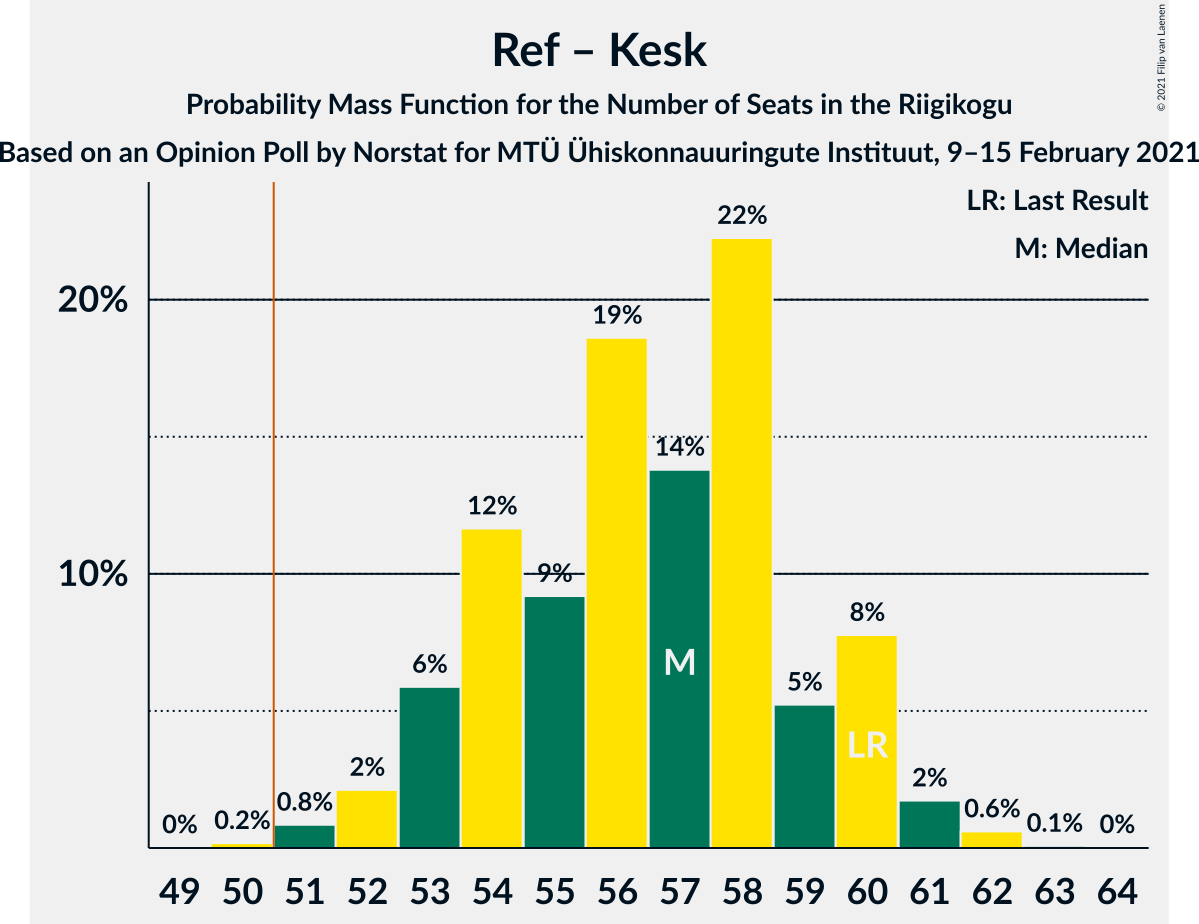 Ref – Kesk
Probability Mass Function for the Number of Seats in the Riigikogu
Based on an Opinion Poll by Norstat for MTÜ Ühiskonnauuringute Instituut, 9–15 February 2021
© 2021 Filip van Laenen
LR: Last Result
M: Median
20%
10%
0%
0.2%
0.8%
2%
6%
12%
9%
19%
14%
22%
5%
8%
2%
0.6%
0.1%
0%
M
LR
49 50 51 52 53 54 55 56 57 58 59 60 61 62 63 64